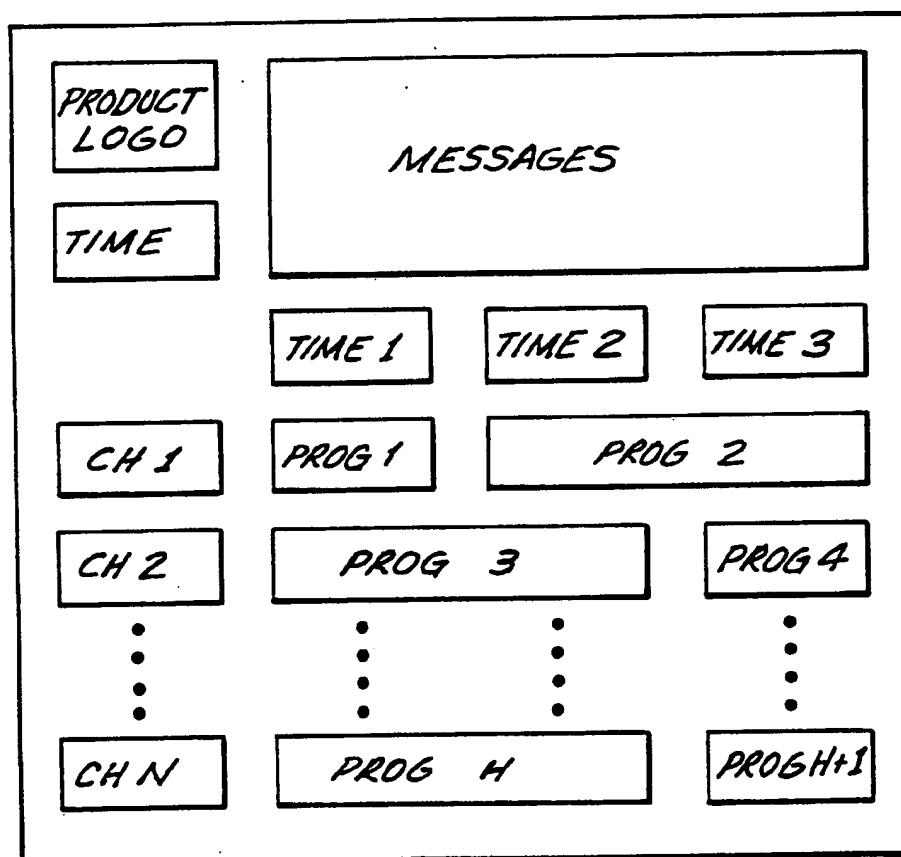 PRODUCT
LOGO
MESSAGES
TIME
TIME 1
TIME 2
TIME 3
CH 1
PROG 1
PROG 2
CH 2
PROG 3
PROG 4
CH N
PROG H
PROG H+1